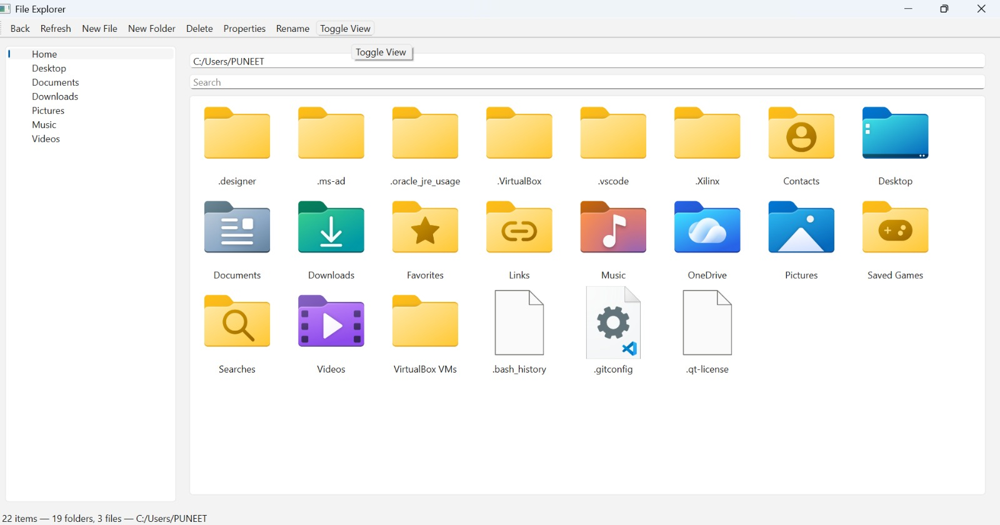 File Explorer
Back Refresh New File New Folder Delete Properties Rename Toggle View
Toggle View
Home
Desktop
Documents
Downloads
Pictures
Music
Videos
C:/Users/PUNEET
Search
.designer .ms-ad .oracle_jre_usage .VirtualBox .vscode .Xilinx Contacts Desktop
Documents Downloads Favorites Links Music OneDrive Pictures Saved Games
Searches Videos VirtualBox VMs .bash_history .gitconfig .qt-license
22 items — 19 folders, 3 files — C:/Users/PUNEET